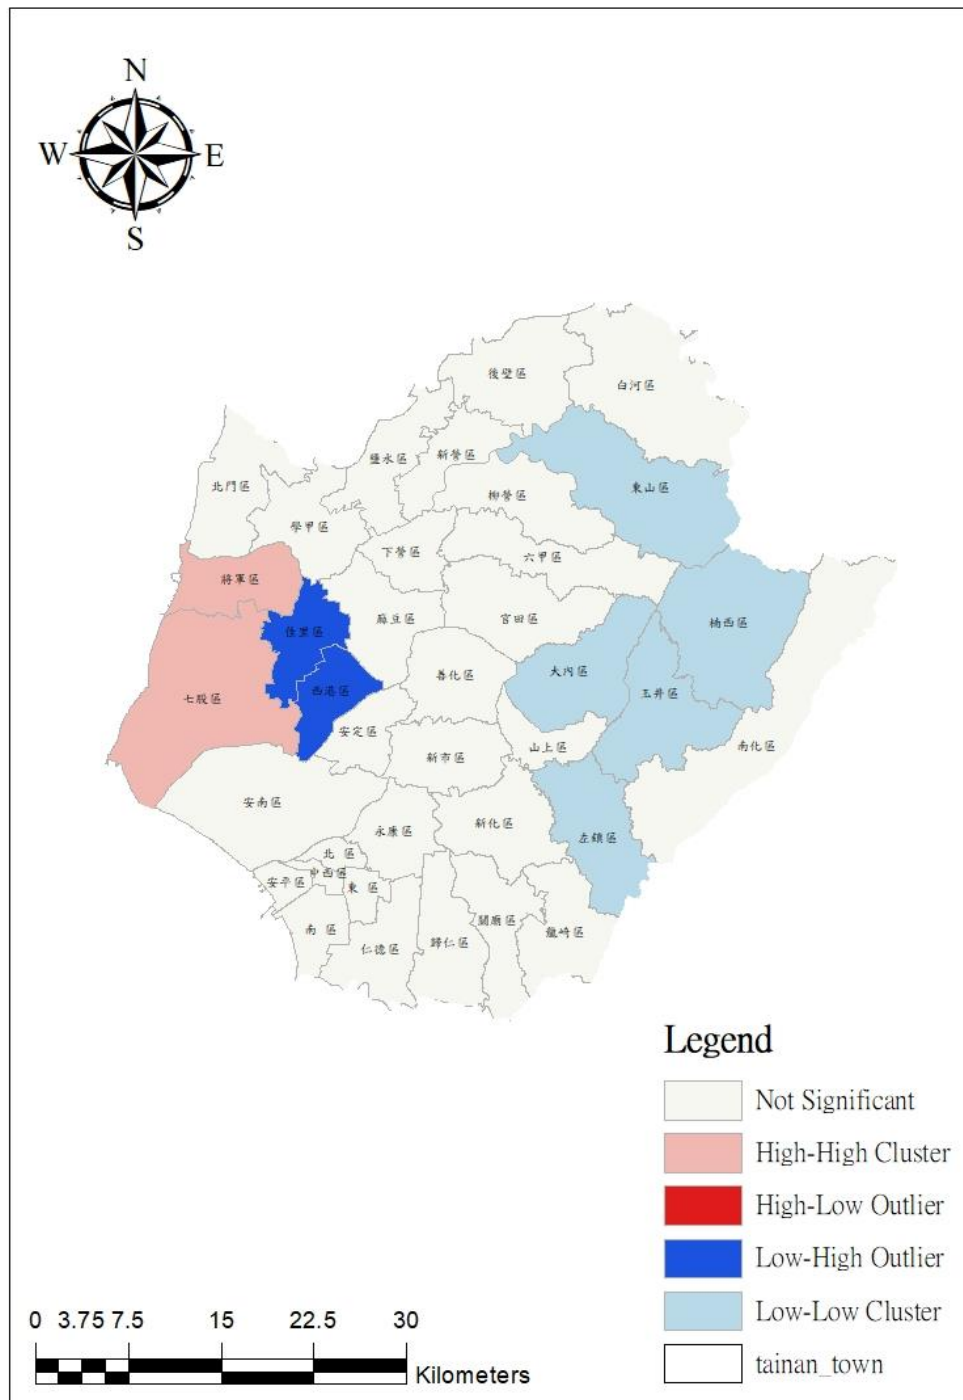 N
W E
S
後壁區
白河區
鹽水區
新營區
北門區
柳營區
東山區
學甲區
下營區
六甲區
將軍區
麻豆區
官田區
楠西區
佳里區
大內區
善化區
西港區
玉井區
七股區
安定區
山上區
南化區
新市區
安南區
新化區
永康區
左鎮區
北 區
中西區
安平區
東 區
關廟區
南 區
龍崎區
歸仁區
仁德區
Legend
Not Significant
High-High Cluster
High-Low Outlier
Low-High Outlier
Low-Low Cluster
tainan_town
0 3.75 7.5 15 22.5 30
Kilometers